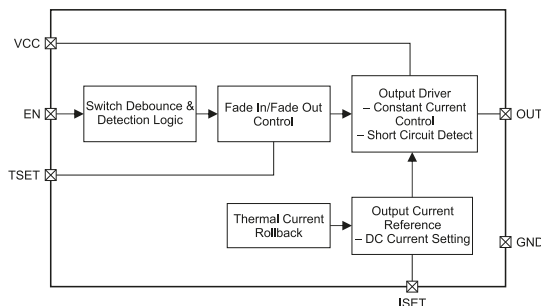 VCC
EN
TSET
Switch Debounce &
Detection Logic
Fade In/Fade Out
Control
Output Driver
– Constant Current
Control
– Short Circuit Detect
OUT
Thermal Current
Rollback
Output Current
Reference
– DC Current Setting
GND
ISET